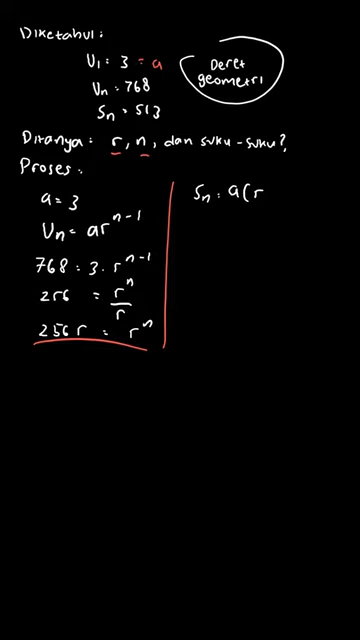 Diketahui:
U₁ = 3 = a
Un = 768
Sn = 513
Deret
geometri
Ditanya: r, n, dan suku-suku?
Proses:
a = 3
Un = ar^n-1
768 = 3. r^n-1
256 = r^n/r
256 r = r^n
Sn = a(r